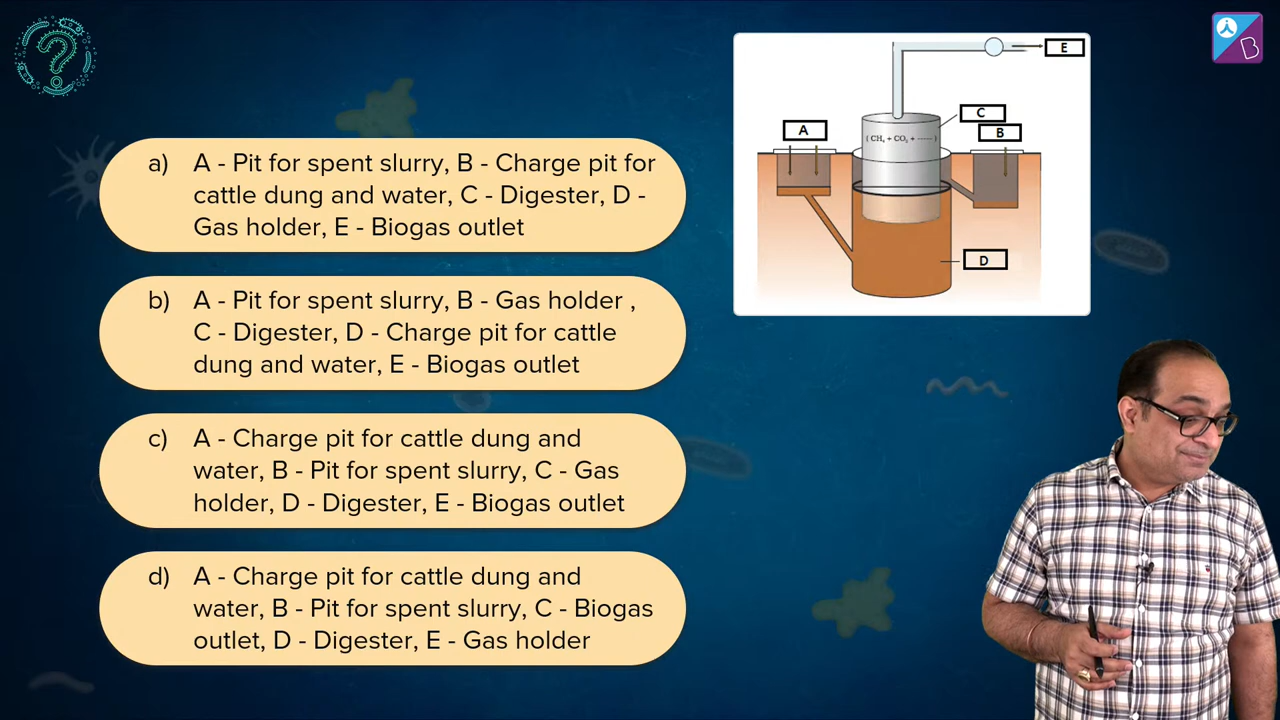 a) A - Pit for spent slurry, B - Charge pit for
cattle dung and water, C - Digester, D -
Gas holder, E - Biogas outlet
b) A - Pit for spent slurry, B - Gas holder ,
C - Digester, D - Charge pit for cattle
dung and water, E - Biogas outlet
c) A - Charge pit for cattle dung and
water, B - Pit for spent slurry, C - Gas
holder, D - Digester, E - Biogas outlet
d) A - Charge pit for cattle dung and
water, B - Pit for spent slurry, C - Biogas
outlet, D - Digester, E - Gas holder
E
C
A
B
( CH₄ + CO₂ + ------ )
D
?
B